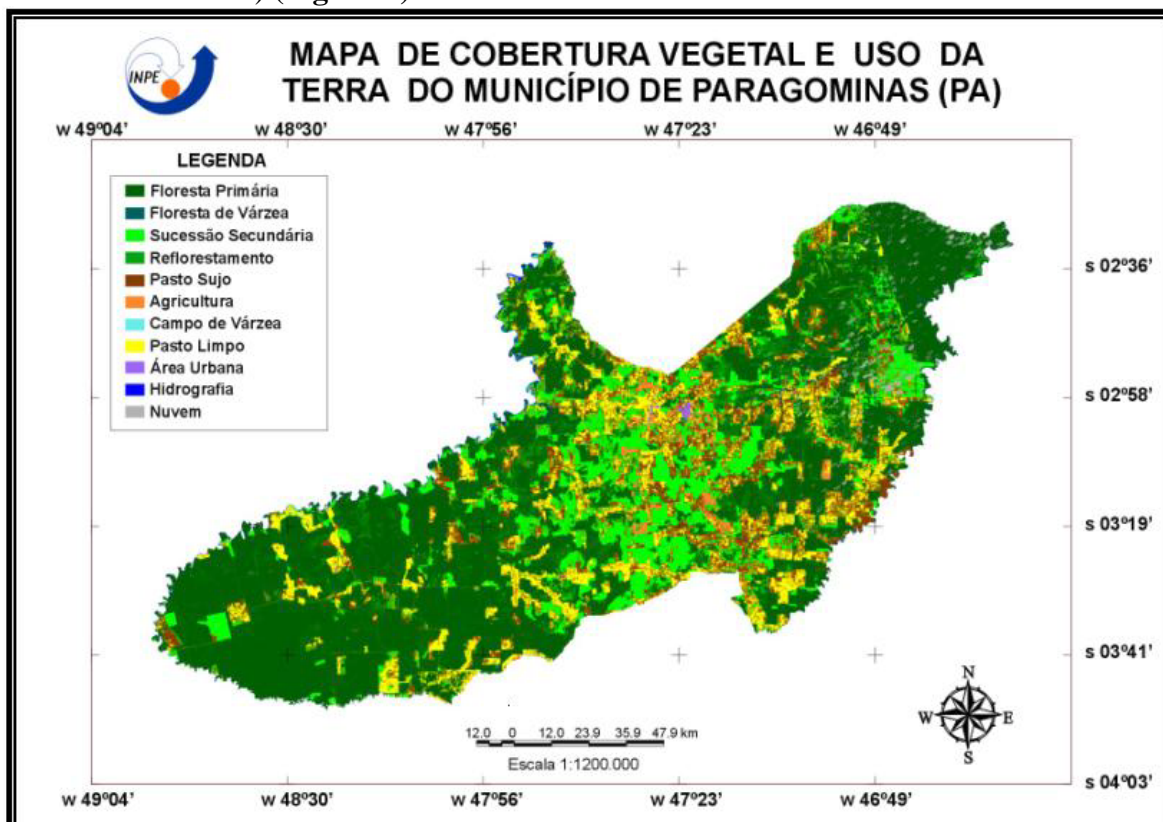 INPE
MAPA DE COBERTURA VEGETAL E USO DA
TERRA DO MUNICÍPIO DE PARAGOMINAS (PA)
w 49º04’ w 48º30’ w 47º56’ w 47º23’ w 46º49’
LEGENDA
Floresta Primária
Floresta de Várzea
Sucessão Secundária
Reflorestamento
Pasto Sujo
Agricultura
Campo de Várzea
Pasto Limpo
Área Urbana
Hidrografia
Nuvem
s 02º36’
s 02º58’
s 03º19’
s 03º41’
N
W E
S
12.0 0 12.0 23.9 35.9 47.9 km
Escala 1:1200.000
s 04º03’
w 49º04’ w 48º30’ w 47º56’ w 47º23’ w 46º49’